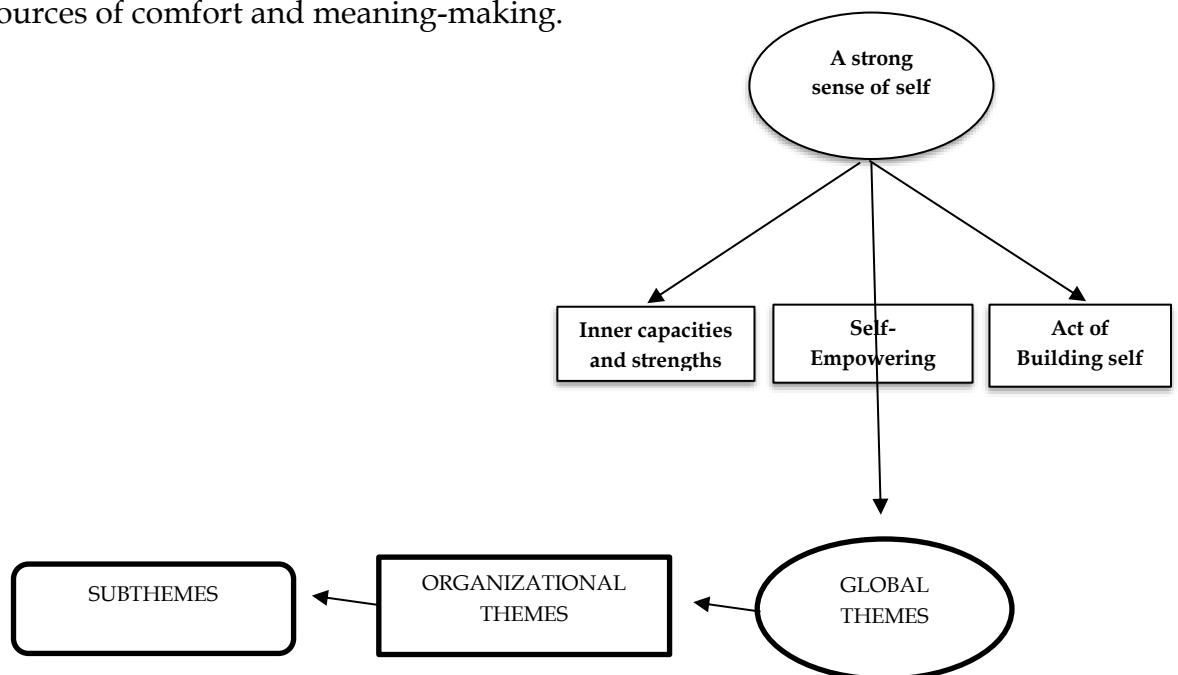 ources of comfort and meaning-making.
A strong
sense of self
Inner capacities
and strengths
Self-
Empowering
Act of
Building self
SUBTHEMES
ORGANIZATIONAL
THEMES
GLOBAL
THEMES